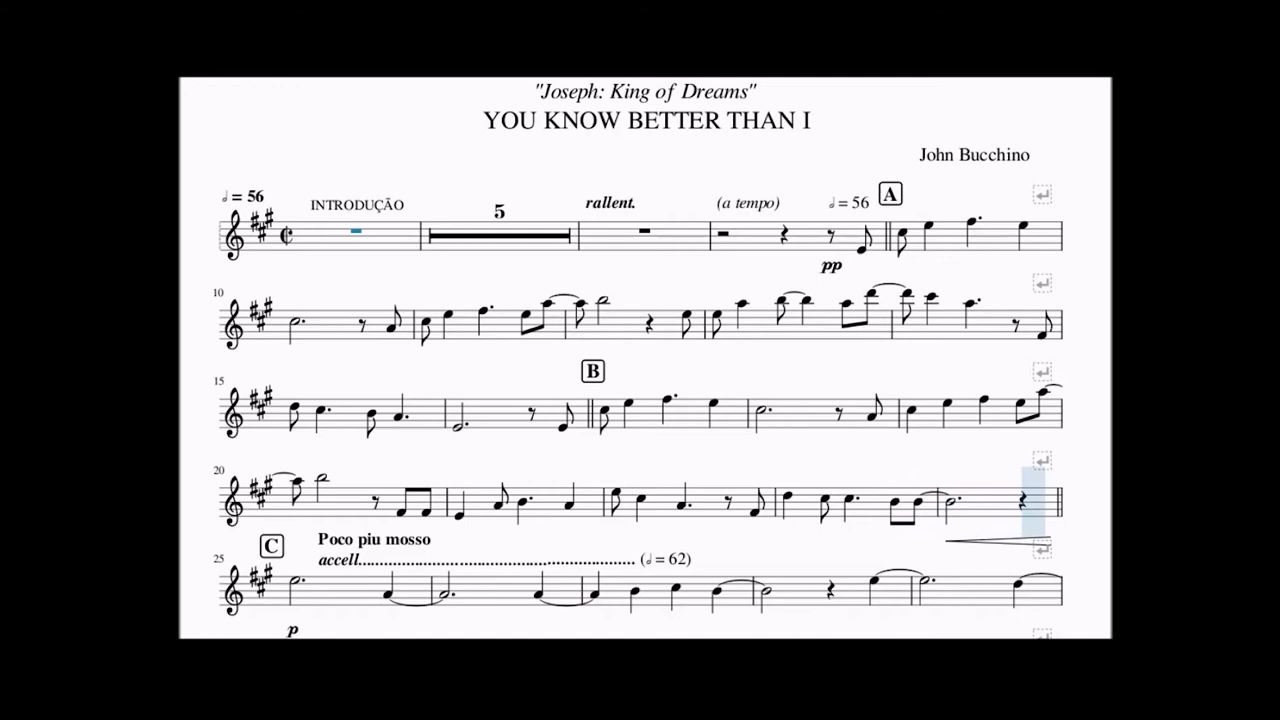 "Joseph: King of Dreams"
YOU KNOW BETTER THAN I
John Bucchino
= 56 INTRODUÇÃO 5 rallent. (a tempo) = 56 A
pp
10
15 B
20
C Poco piu mosso
accell............................................................... ( = 62)
25
p